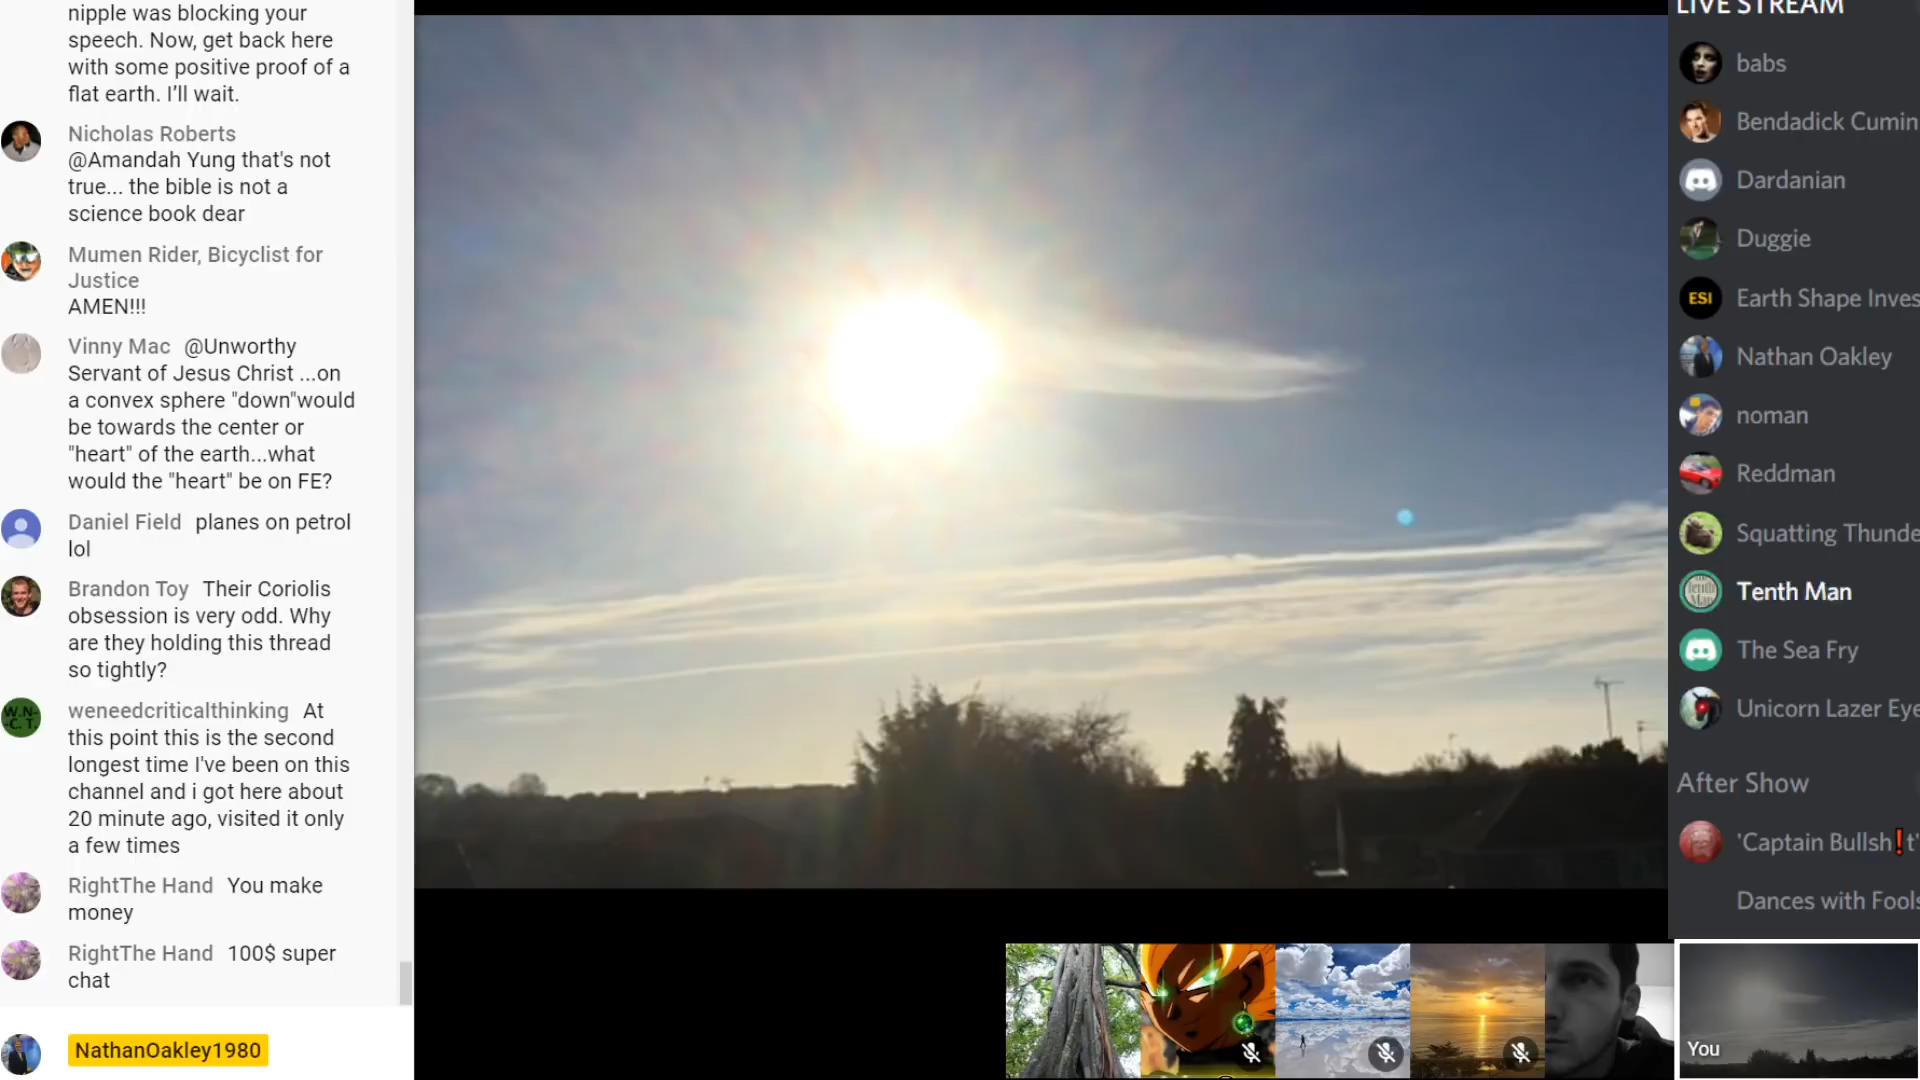 nipple was blocking your
speech. Now, get back here
with some positive proof of a
flat earth. I’ll wait.
Nicholas Roberts
@Amandah Yung that's not
true... the bible is not a
science book dear
Mumen Rider, Bicyclist for
Justice
AMEN!!!
Vinny Mac @Unworthy
Servant of Jesus Christ ...on
a convex sphere "down"would
be towards the center or
"heart" of the earth...what
would the "heart" be on FE?
Daniel Field planes on petrol
lol
Brandon Toy Their Coriolis
obsession is very odd. Why
are they holding this thread
so tightly?
W.N-
-C.T.
weneedcriticalthinking At
this point this is the second
longest time I've been on this
channel and i got here about
20 minute ago, visited it only
a few times
RightThe Hand You make
money
RightThe Hand 100$ super
chat
NathanOakley1980
LIVE STREAM
babs
Bendadick Cumin
Dardanian
Duggie
ESI
Earth Shape Inves
Nathan Oakley
noman
Reddman
Squatting Thunde
Tenth
Man
Tenth Man
The Sea Fry
Unicorn Lazer Eye
After Show
'Captain Bullsh❗t'
Dances with Fools
You